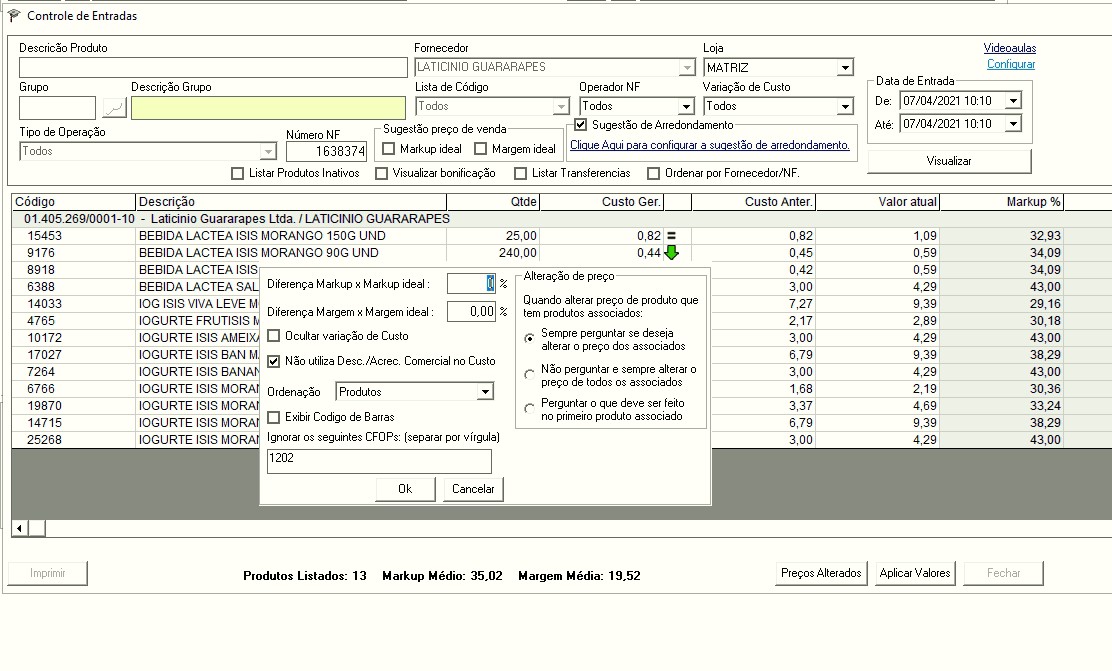 Controle de Entradas
Descrição Produto
Fornecedor
LATICINIO GUARARAPES
Loja
MATRIZ
Videoaulas
Configurar
Grupo
Descrição Grupo
Lista de Código
Todos
Operador NF
Todos
Variação de Custo
Todos
Data de Entrada
De: 07/04/2021 10:10
Até: 07/04/2021 10:10
Tipo de Operação
Todos
Número NF
1638374
Sugestão preço de venda
Markup ideal
Margem ideal
Sugestão de Arredondamento
Clique Aqui para configurar a sugestão de arredondamento.
Visualizar
Listar Produtos Inativos
Visualizar bonificação
Listar Transferencias
Ordenar por Fornecedor/NF.
Código Descrição Qtde Custo Ger. Custo Anter. Valor atual Markup %
01.405.269/0001-10 - Laticinio Guararapes Ltda. / LATICINIO GUARARAPES
15453 BEBIDA LACTEA ISIS MORANGO 150G UND 25,00 0,82 = 0,82 1,09 32,93
9176 BEBIDA LACTEA ISIS MORANGO 90G UND 240,00 0,44 0,45 0,59 34,09
8918 BEBIDA LACTEA ISIS 0,42 0,59 34,09
6388 BEBIDA LACTEA SAL 3,00 4,29 43,00
14033 IOG ISIS VIVA LEVE M 7,27 9,39 29,16
4765 IOGURTE FRUTISIS M 2,17 2,89 30,18
10172 IOGURTE ISIS AMEIXA 3,00 4,29 43,00
17027 IOGURTE ISIS BAN MA 6,79 9,39 38,29
7264 IOGURTE ISIS BANAN 3,00 4,29 43,00
6766 IOGURTE ISIS MORAN 1,68 2,19 30,36
19870 IOGURTE ISIS MORAN 3,37 4,69 33,24
14715 IOGURTE ISIS MORAN 6,79 9,39 38,29
25268 IOGURTE ISIS MORAN 3,00 4,29 43,00
Diferença Markup x Markup ideal : 0 %
Diferença Margem x Margem ideal : 0,00 %
Ocultar variação de Custo
Não utiliza Desc./Acrec. Comercial no Custo
Ordenação Produtos
Exibir Codigo de Barras
Ignorar os seguintes CFOPs: (separar por vírgula)
1202
Ok
Cancelar
Alteração de preço
Quando alterar preço de produto que
tem produtos associados:
Sempre perguntar se deseja
alterar o preço dos associados
Não perguntar e sempre alterar o
preço de todos os associados
Perguntar o que deve ser feito
no primeiro produto associado
Imprimir
Produtos Listados: 13 Markup Médio: 35,02 Margem Média: 19,52
Preços Alterados
Aplicar Valores
Fechar